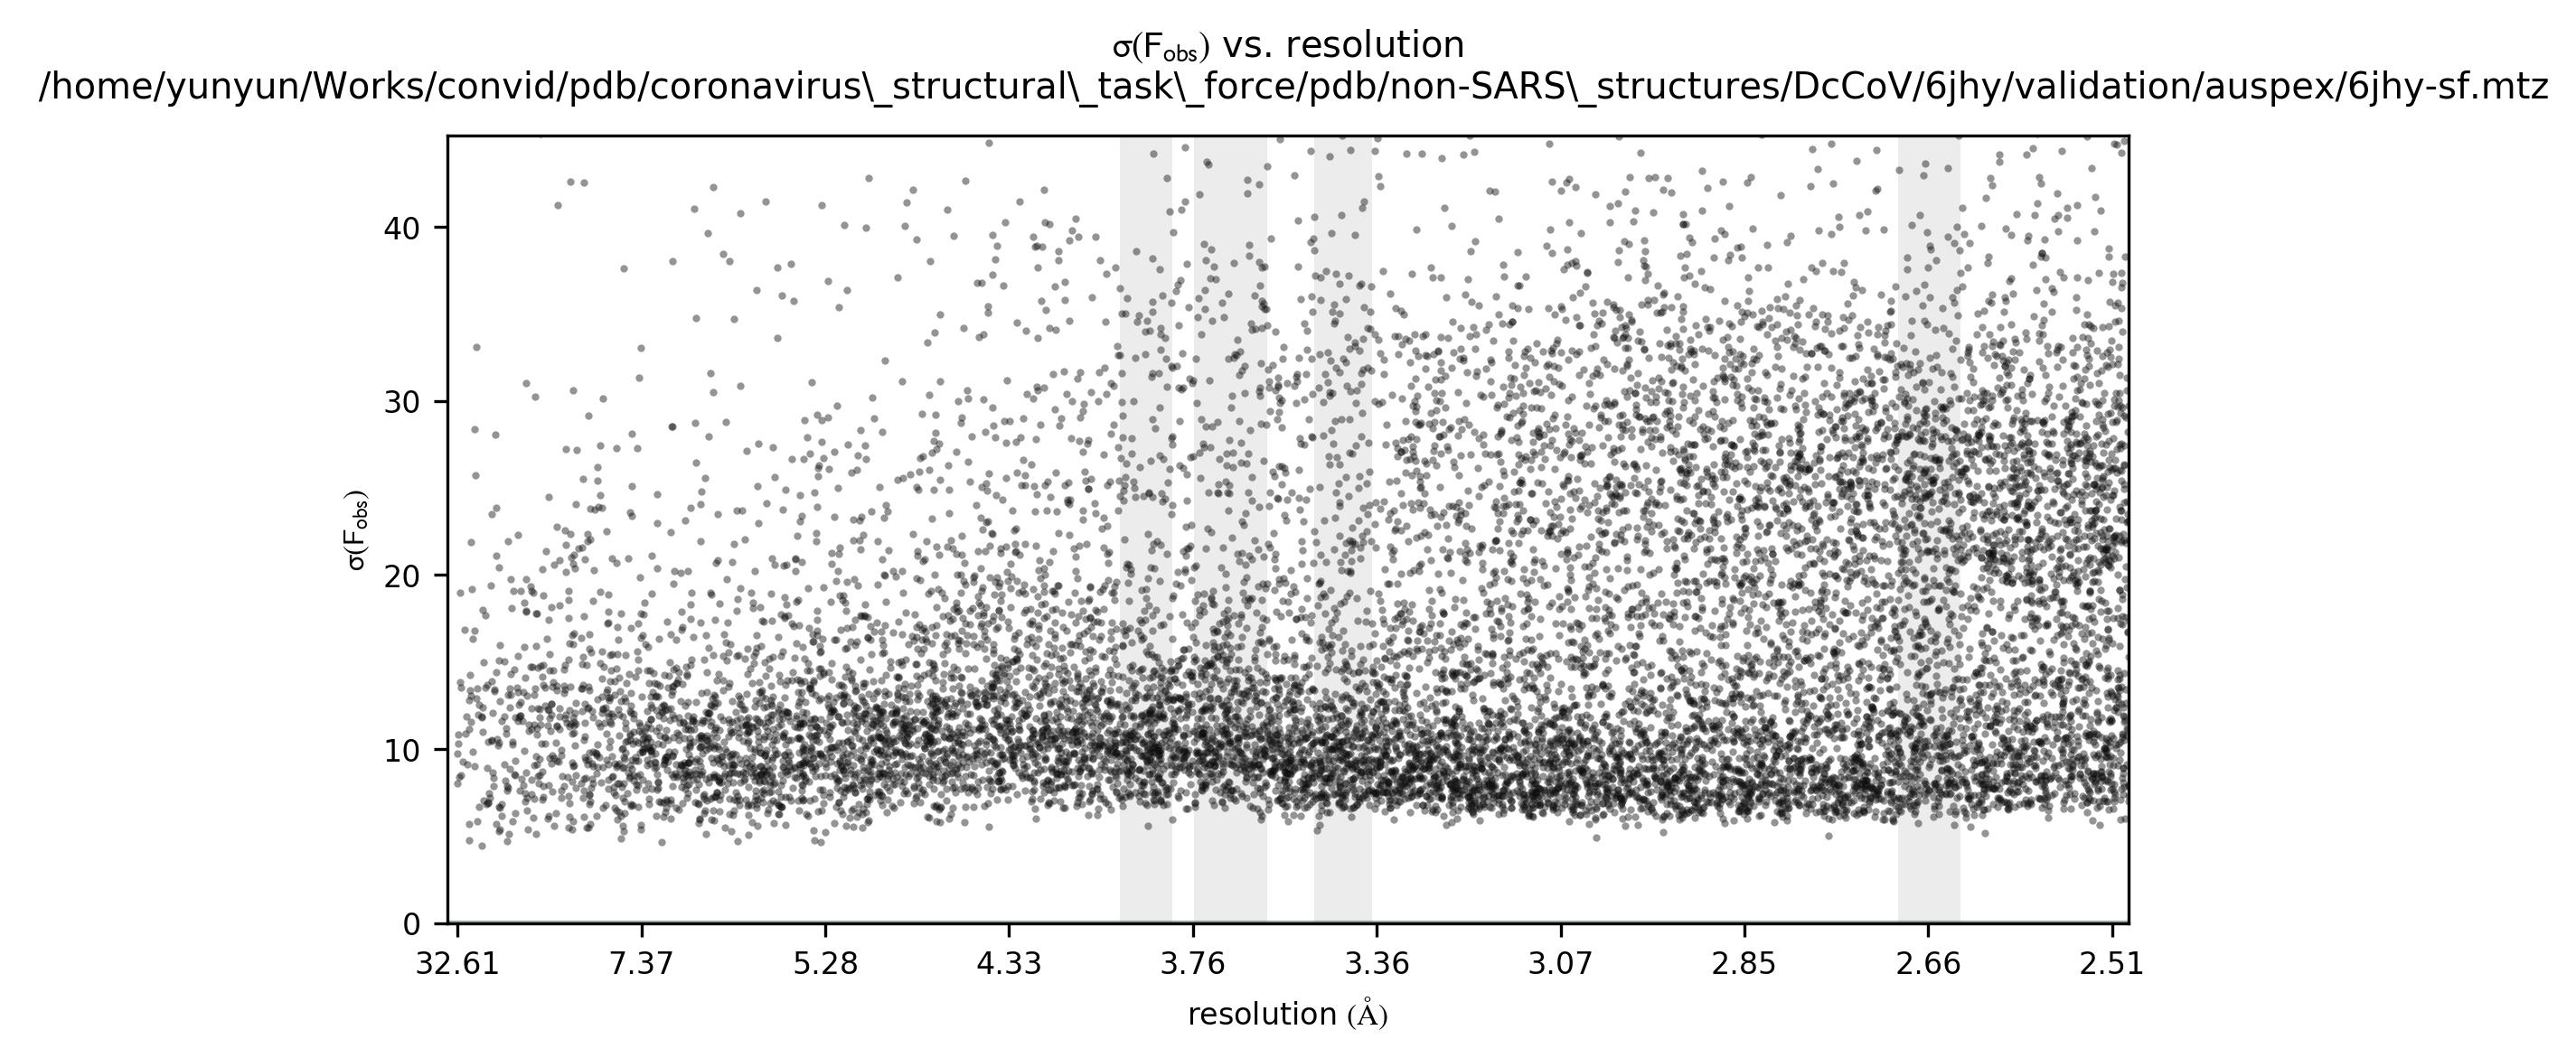 σ(Fobs) vs. resolution
/home/yunyun/Works/convid/pdb/coronavirus\_structural\_task\_force/pdb/non-SARS\_structures/DcCoV/6jhy/validation/auspex/6jhy-sf.mtz
σ(Fobs)
40
30
20
10
0
32.61 7.37 5.28 4.33 3.76 3.36 3.07 2.85 2.66 2.51
resolution (Å)